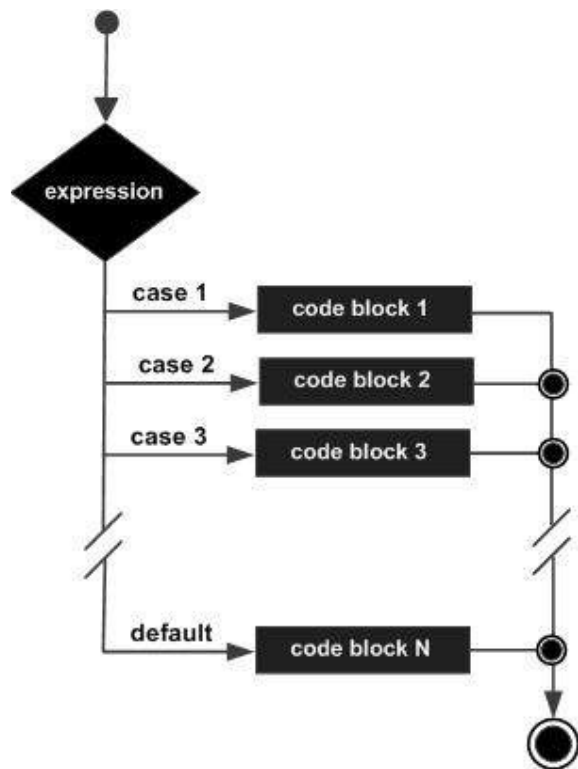 expression
case 1
code block 1
case 2
code block 2
case 3
code block 3
default
code block N